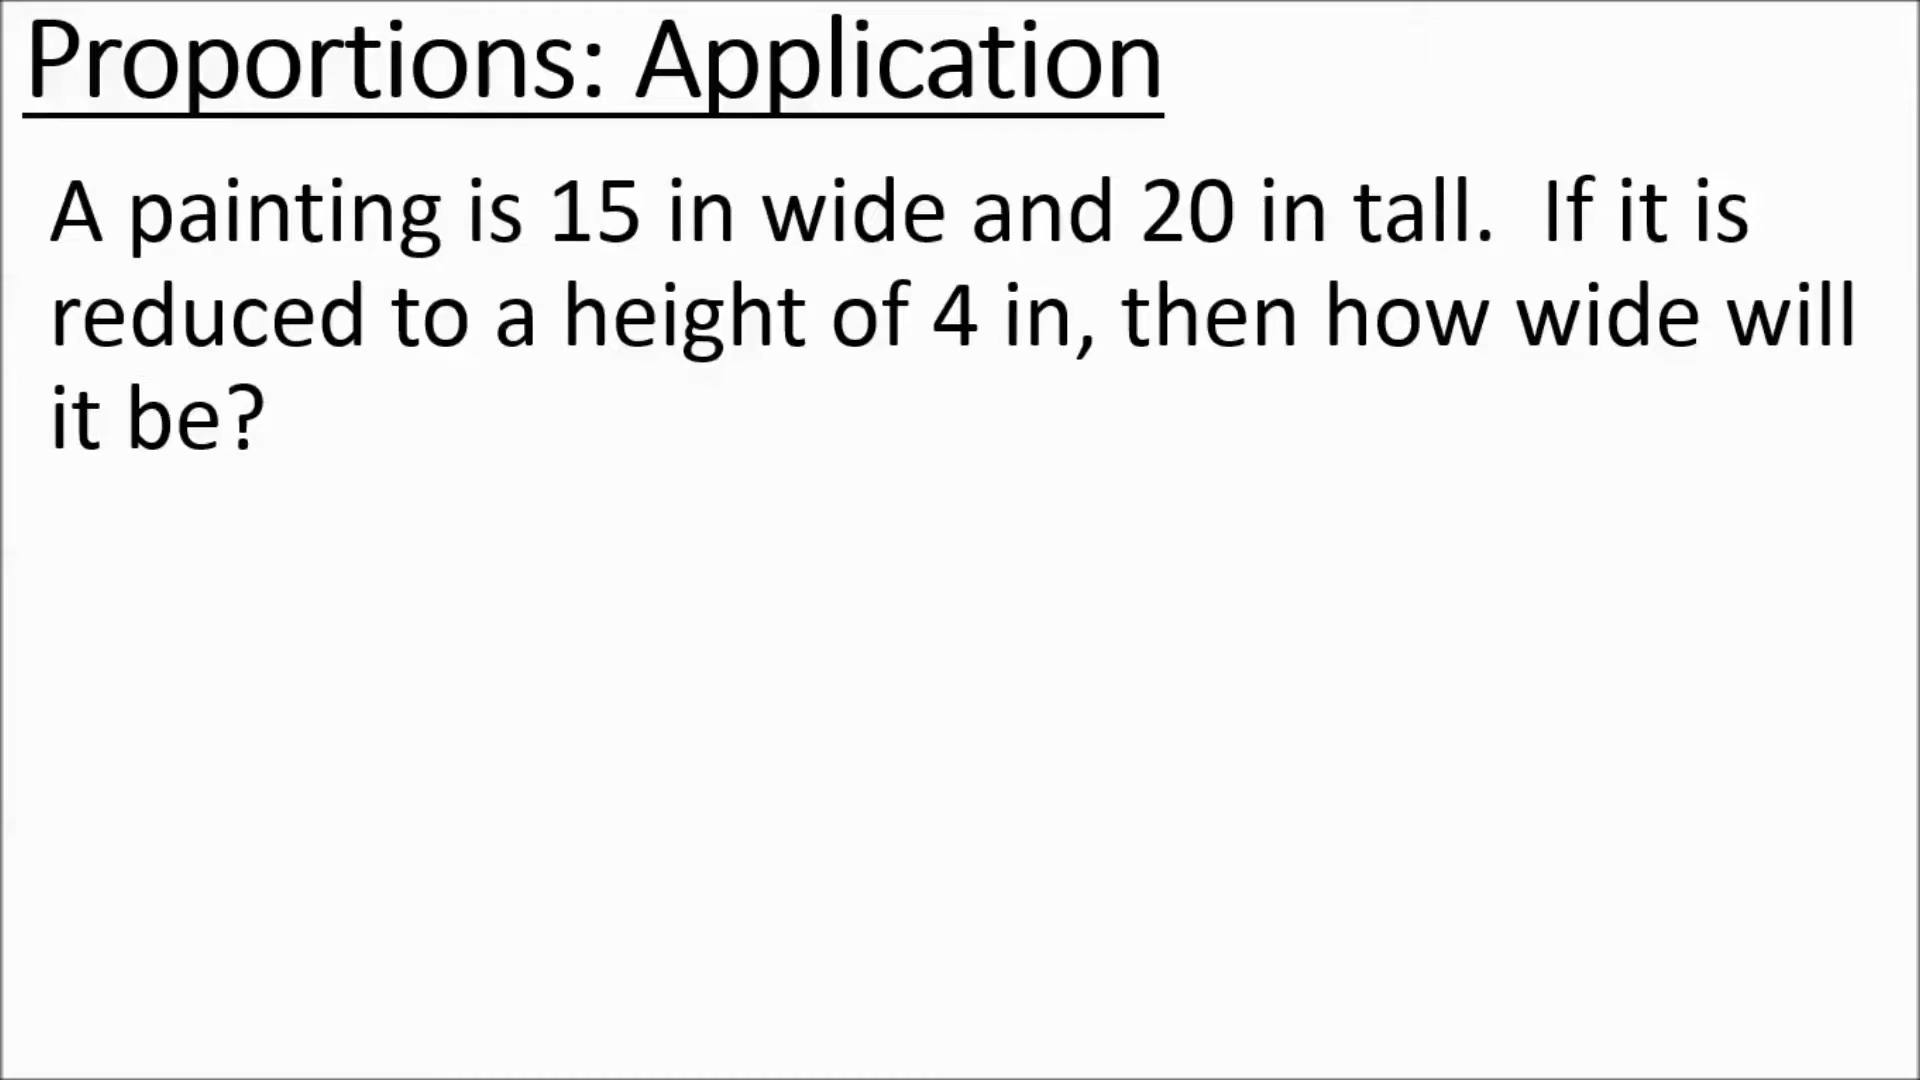 Proportions: Application
A painting is 15 in wide and 20 in tall.  If it is
reduced to a height of 4 in, then how wide will
it be?